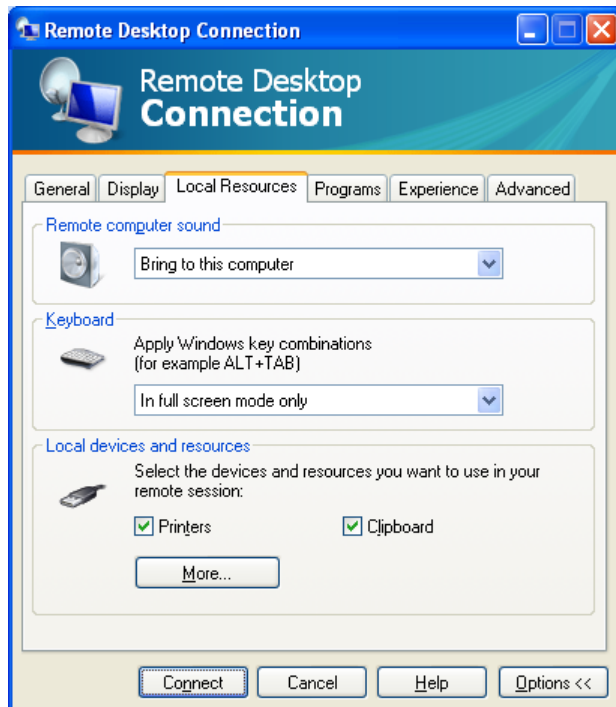 Remote Desktop Connection
Remote Desktop
Connection
General Display Local Resources Programs Experience Advanced
Remote computer sound
Bring to this computer
Keyboard
Apply Windows key combinations
(for example ALT+TAB)
In full screen mode only
Local devices and resources
Select the devices and resources you want to use in your
remote session:
Printers Clipboard
More...
Connect Cancel Help Options <<